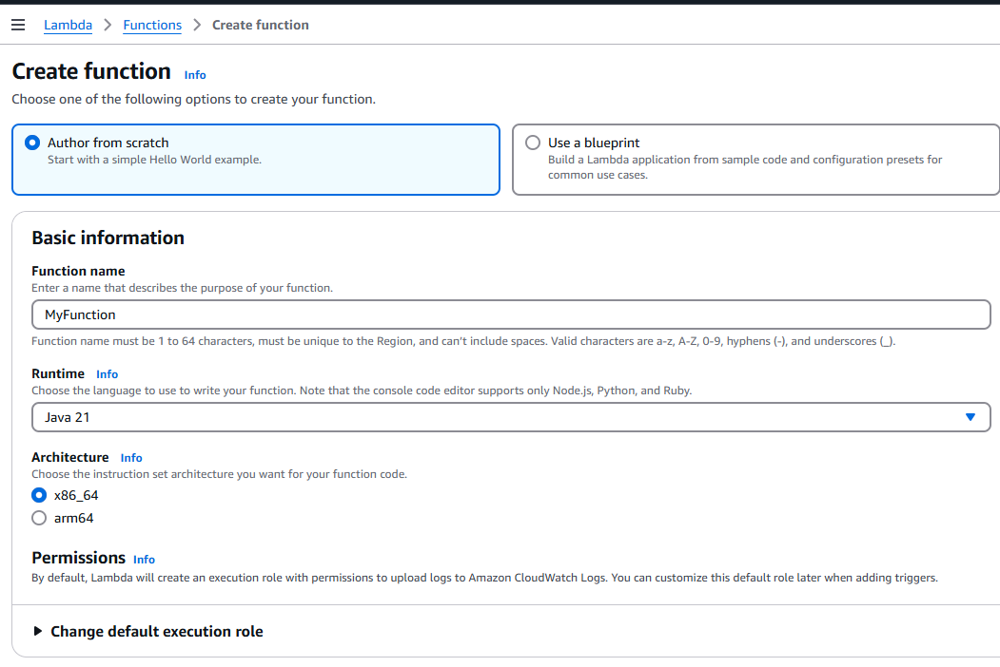 Lambda > Functions > Create function
Create function Info
Choose one of the following options to create your function.
Author from scratch
Start with a simple Hello World example.
Use a blueprint
Build a Lambda application from sample code and configuration presets for
common use cases.
Basic information
Function name
Enter a name that describes the purpose of your function.
MyFunction
Function name must be 1 to 64 characters, must be unique to the Region, and can't include spaces. Valid characters are a-z, A-Z, 0-9, hyphens (-), and underscores (_).
Runtime Info
Choose the language to use to write your function. Note that the console code editor supports only Node.js, Python, and Ruby.
Java 21
Architecture Info
Choose the instruction set architecture you want for your function code.
x86_64
arm64
Permissions Info
By default, Lambda will create an execution role with permissions to upload logs to Amazon CloudWatch Logs. You can customize this default role later when adding triggers.
Change default execution role